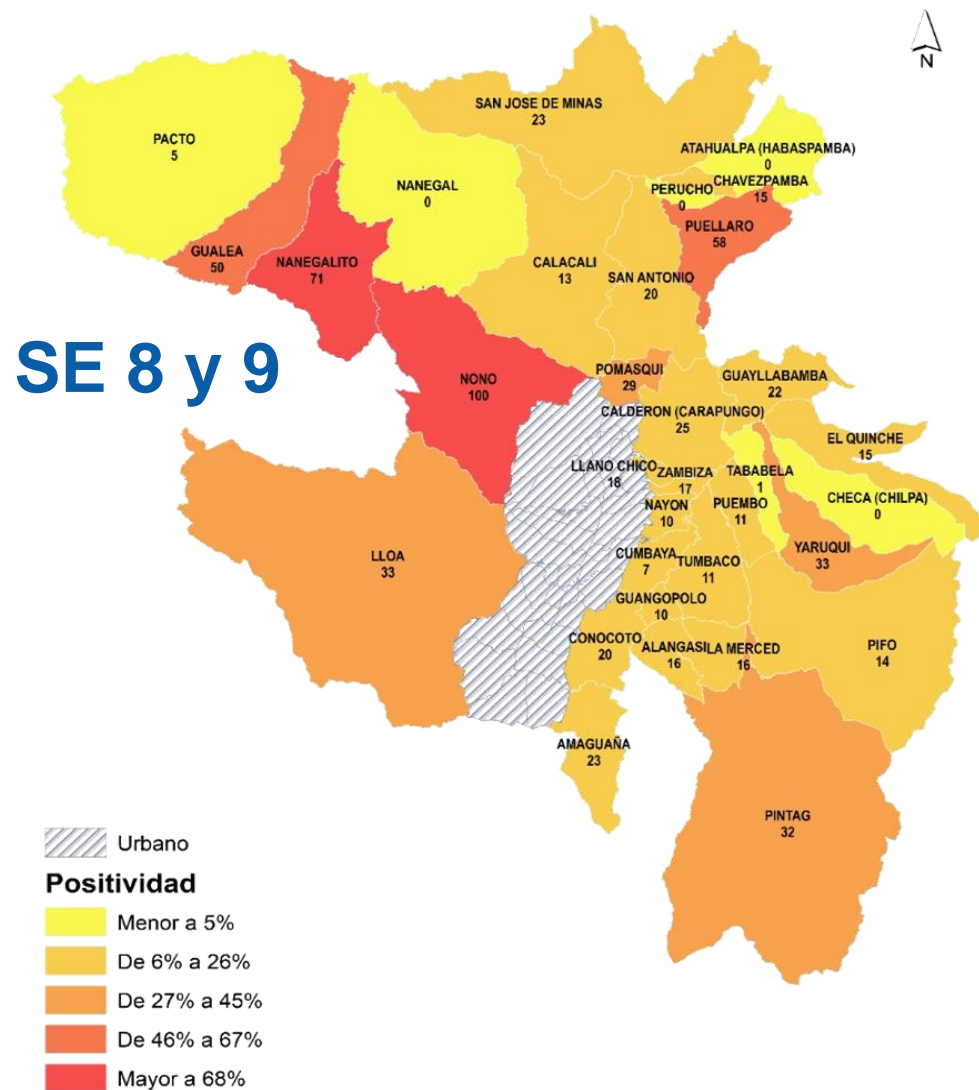 N
SAN JOSE DE MINAS
23
PACTO
5
ATAHUALPA (HABASPAMBA)
0
NANEGAL
0
PERUCHO
0
CHAVEZPAMBA
15
PUELLARO
58
GUALEA
50
NANEGALITO
71
CALACALI
13
SAN ANTONIO
20
SE 8 y 9
NONO
100
POMASQUI
29
GUAYLLABAMBA
22
CALDERON (CARAPUNGO)
25
EL QUINCHE
15
LLANO CHICO
18
ZAMBIZA
17
TABABELA
1
CHECA (CHILPA)
0
NAYON
10
PUEMBO
11
LLOA
33
CUMBAYA
7
TUMBACO
11
YARUQUI
33
GUANGOPOLO
10
CONOCOTO
20
ALANGASI
16
LA MERCED
16
PIFO
14
AMAGUAÑA
23
PINTAG
32
Urbano
Positividad
Menor a 5%
De 6% a 26%
De 27% a 45%
De 46% a 67%
Mayor a 68%